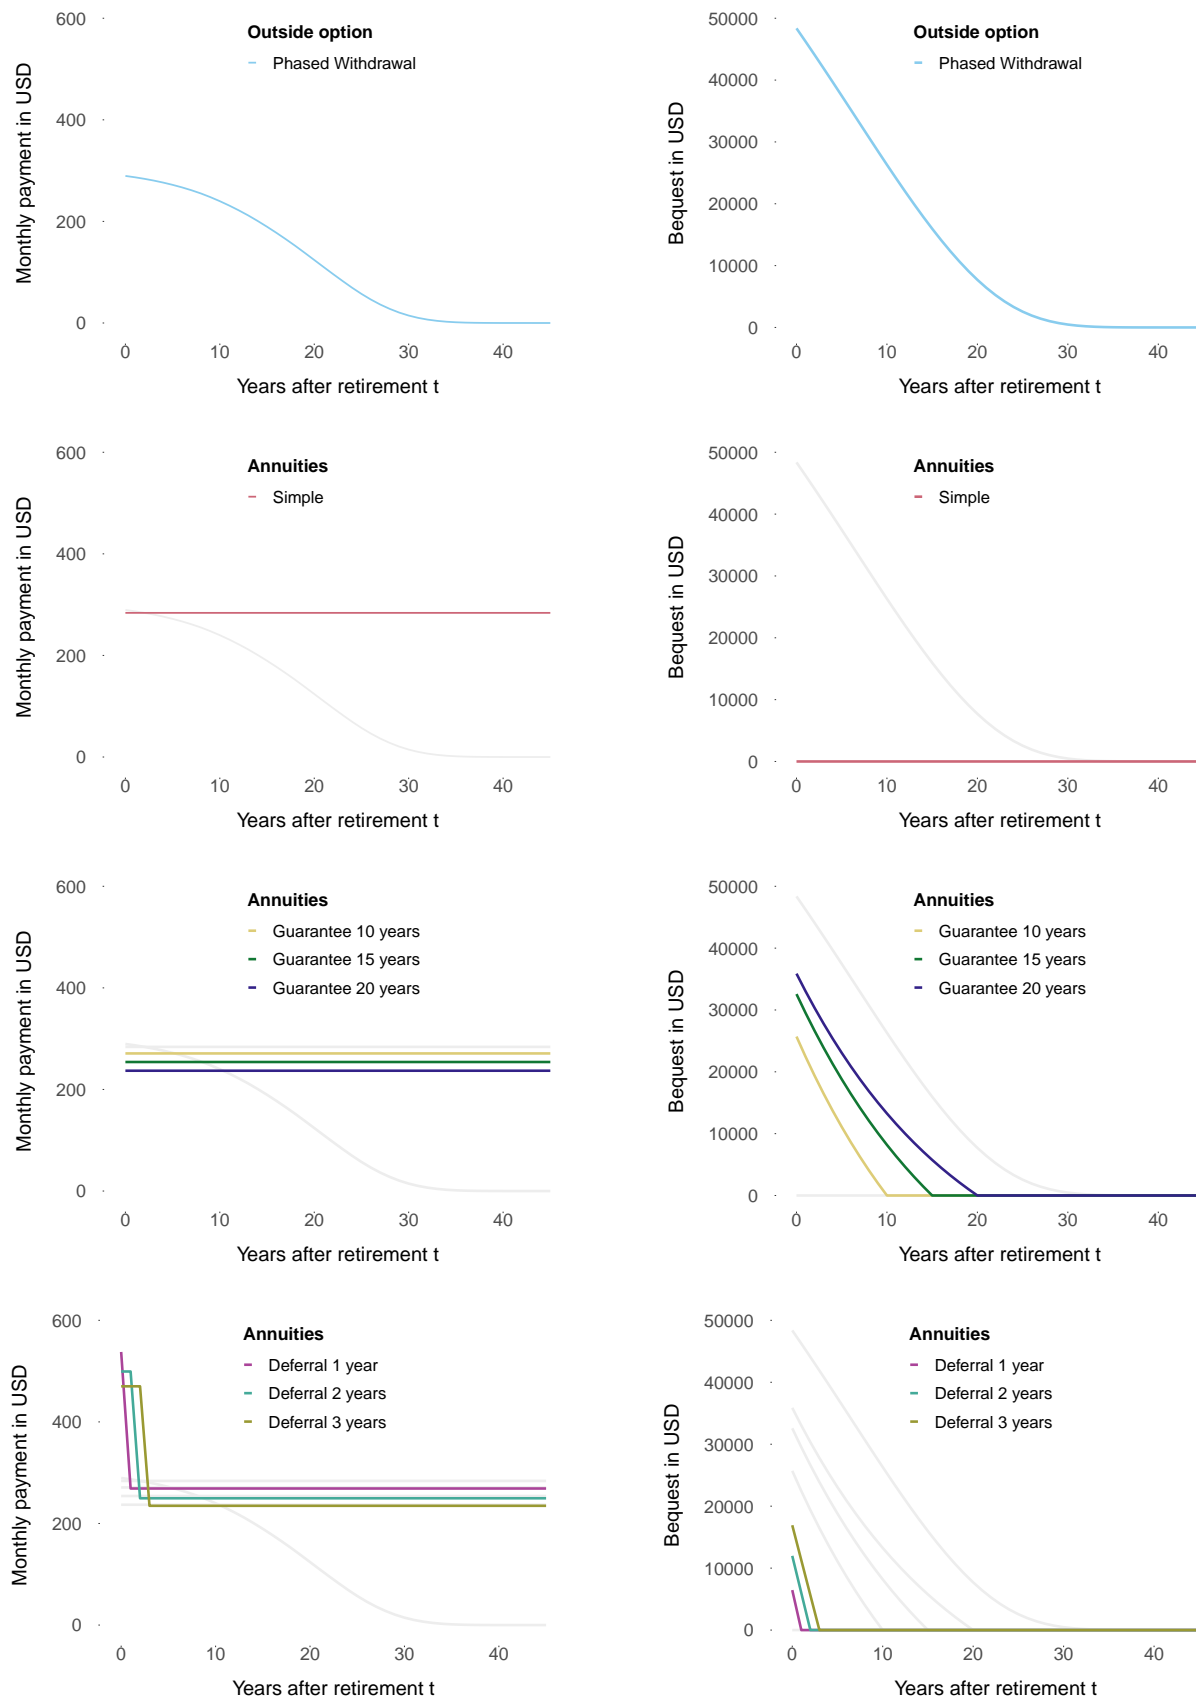 Outside option
Phased Withdrawal
Monthly payment in USD
600
400
200
0
0 10 20 30 40
Years after retirement t
Outside option
Phased Withdrawal
Bequest in USD
50000
40000
30000
20000
10000
0
0 10 20 30 40
Years after retirement t
Annuities
Simple
Monthly payment in USD
600
400
200
0
0 10 20 30 40
Years after retirement t
Annuities
Simple
Bequest in USD
50000
40000
30000
20000
10000
0
0 10 20 30 40
Years after retirement t
Annuities
Guarantee 10 years
Guarantee 15 years
Guarantee 20 years
Monthly payment in USD
600
400
200
0
0 10 20 30 40
Years after retirement t
Annuities
Guarantee 10 years
Guarantee 15 years
Guarantee 20 years
Bequest in USD
50000
40000
30000
20000
10000
0
0 10 20 30 40
Years after retirement t
Annuities
Deferral 1 year
Deferral 2 years
Deferral 3 years
Monthly payment in USD
600
400
200
0
0 10 20 30 40
Years after retirement t
Annuities
Deferral 1 year
Deferral 2 years
Deferral 3 years
Bequest in USD
50000
40000
30000
20000
10000
0
0 10 20 30 40
Years after retirement t